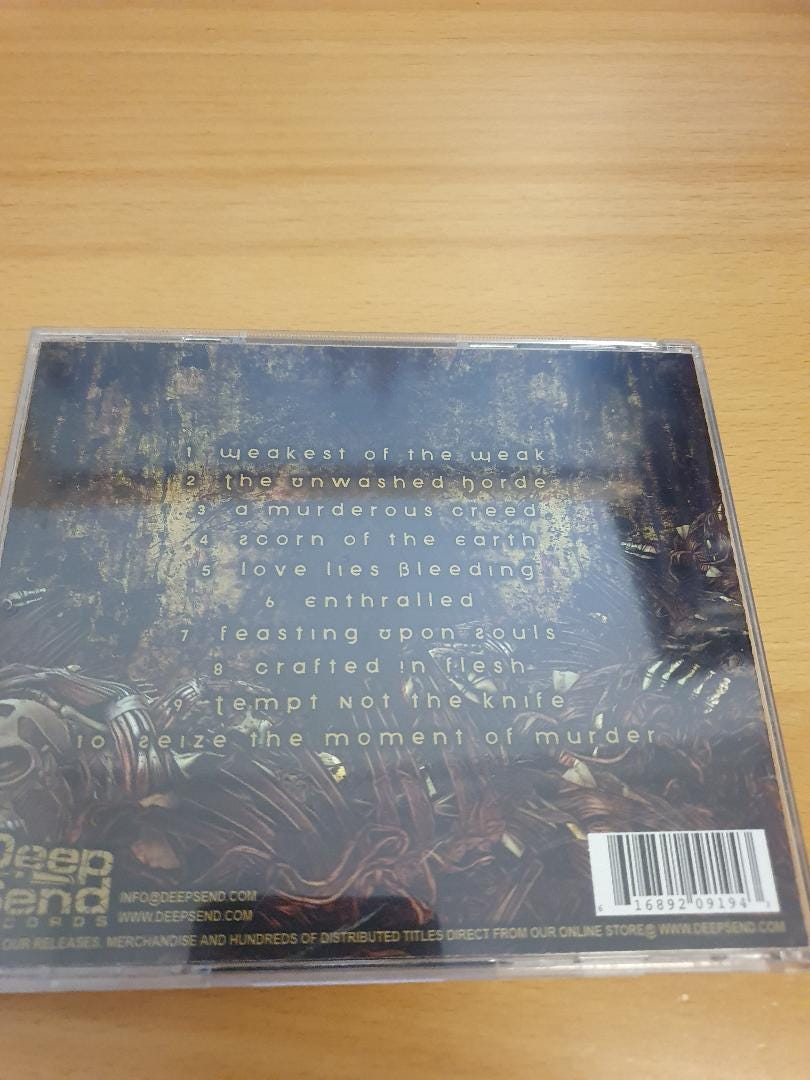 1 weakest of the weak
2 the unwashed horde
3 a murderous creed
4 scorn of the earth
5 love lies bleeding
6 enthralled
7 feasting upon souls
8 crafted in flesh
9 tempt not the knife
10 seize the moment of murder
Deep
Send
INFO@DEEPSEND.COM
WWW.DEEPSEND.COM
OUR RELEASES, MERCHANDISE AND HUNDREDS OF DISTRIBUTED TITLES DIRECT FROM OUR ONLINE STORE@ WWW.DEEPSEND.COM
6 16892 09194